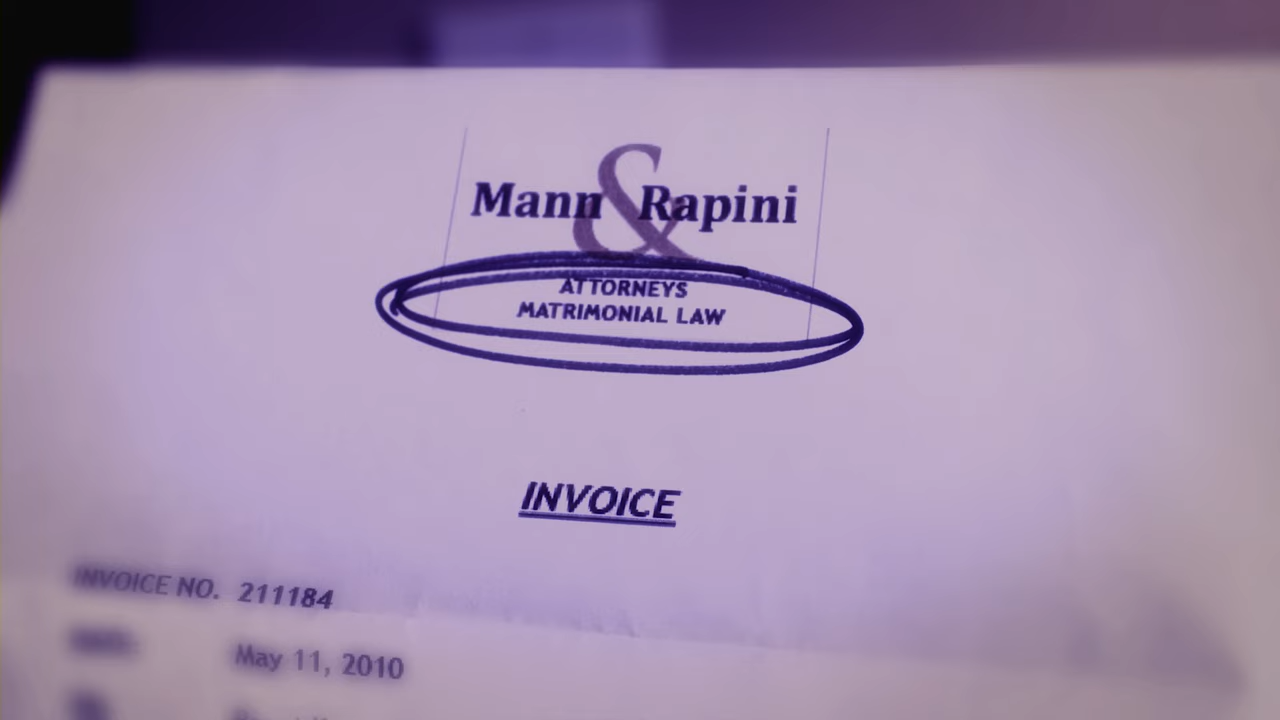 Mann & Rapini
ATTORNEYS
MATRIMONIAL LAW
INVOICE
INVOICE NO. 211184
May 11, 2010